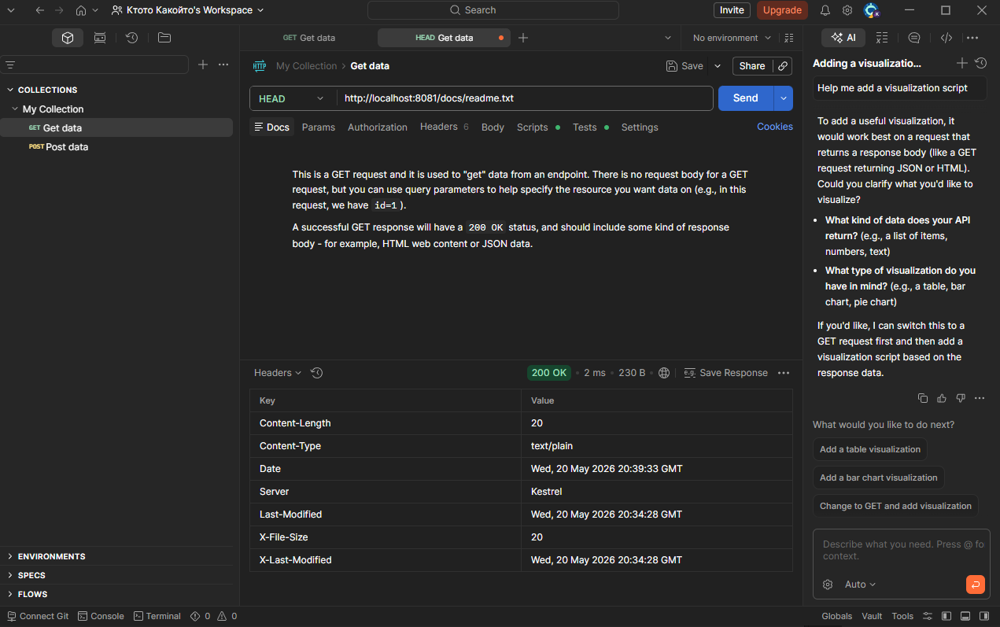 Ктото Какойто's Workspace
Search
Invite
Upgrade
GET Get data
HEAD Get data
No environment
AI
My Collection › Get data
Save
Share
Adding a visualizatio...
COLLECTIONS
My Collection
GET Get data
POST Post data
HEAD
http://localhost:8081/docs/readme.txt
Send
Docs
Params
Authorization
Headers 6
Body
Scripts
Tests
Settings
Cookies
This is a GET request and it is used to "get" data from an endpoint. There is no request body for a GET
request, but you can use query parameters to help specify the resource you want data on (e.g., in this
request, we have id=1 ).
A successful GET response will have a 200 OK status, and should include some kind of response
body - for example, HTML web content or JSON data.
Headers
200 OK
2 ms
230 B
e.g. Save Response
Key Value
Content-Length 20
Content-Type text/plain
Date Wed, 20 May 2026 20:39:33 GMT
Server Kestrel
Last-Modified Wed, 20 May 2026 20:34:28 GMT
X-File-Size 20
X-Last-Modified Wed, 20 May 2026 20:34:28 GMT
Help me add a visualization script
To add a useful visualization, it
would work best on a request that
returns a response body (like a GET
request returning JSON or HTML).
Could you clarify what you'd like to
visualize?
• What kind of data does your API
return? (e.g., a list of items,
numbers, text)
• What type of visualization do you
have in mind? (e.g., a table, bar
chart, pie chart)
If you'd like, I can switch this to a
GET request first and then add a
visualization script based on the
response data.
What would you like to do next?
Add a table visualization
Add a bar chart visualization
Change to GET and add visualization
Describe what you need. Press @ fo
context.
Auto
ENVIRONMENTS
SPECS
FLOWS
Connect Git
Console
Terminal
0
0
Globals
Vault
Tools